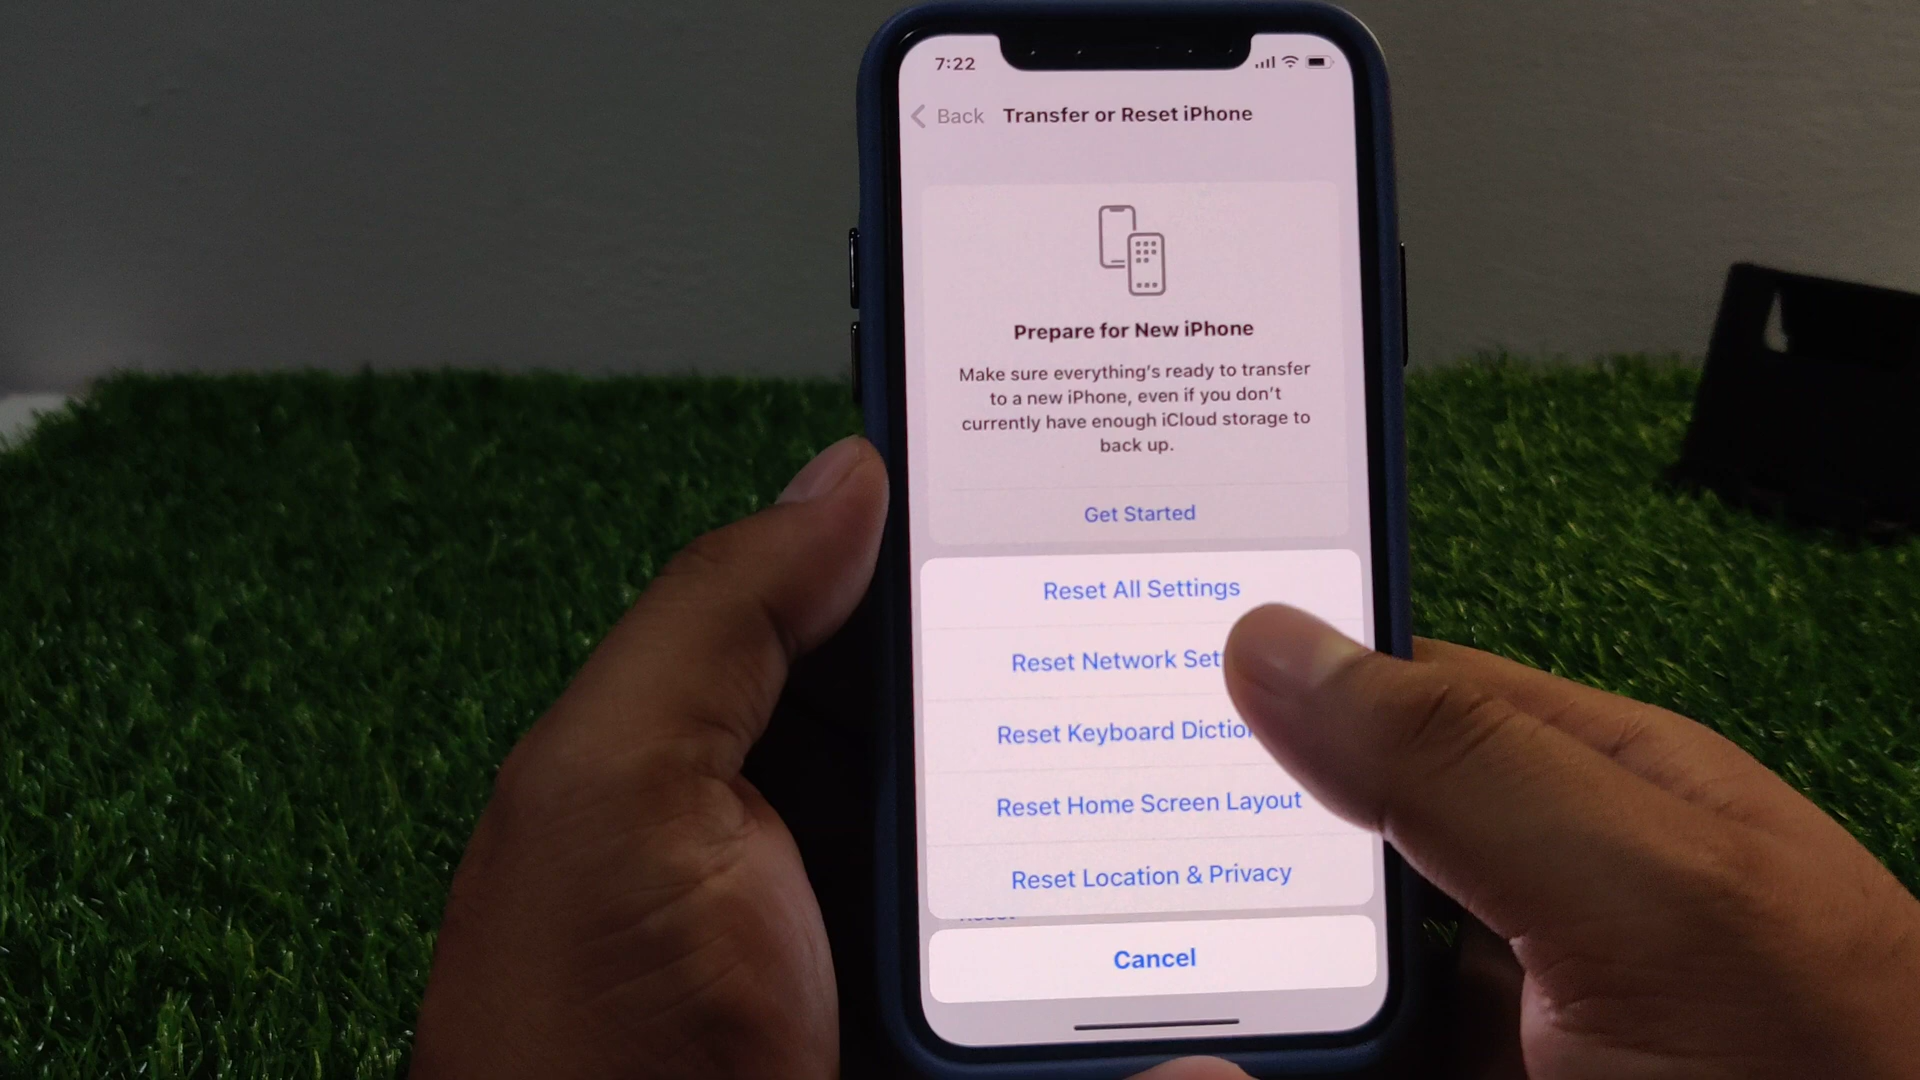 7:22
Back Transfer or Reset iPhone
Prepare for New iPhone
Make sure everything's ready to transfer
to a new iPhone, even if you don't
currently have enough iCloud storage to
back up.
Get Started
Reset All Settings
Reset Network Set
Reset Keyboard Diction
Reset Home Screen Layout
Reset Location & Privacy
Cancel